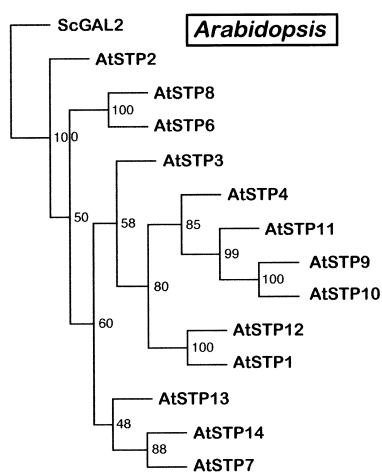 ScGAL2
Arabidopsis
AtSTP2
AtSTP8
100
AtSTP6
100
AtSTP3
AtSTP4
50
58
85
AtSTP11
99
AtSTP9
100
80
AtSTP10
60
AtSTP12
100
AtSTP1
AtSTP13
48
AtSTP14
88
AtSTP7